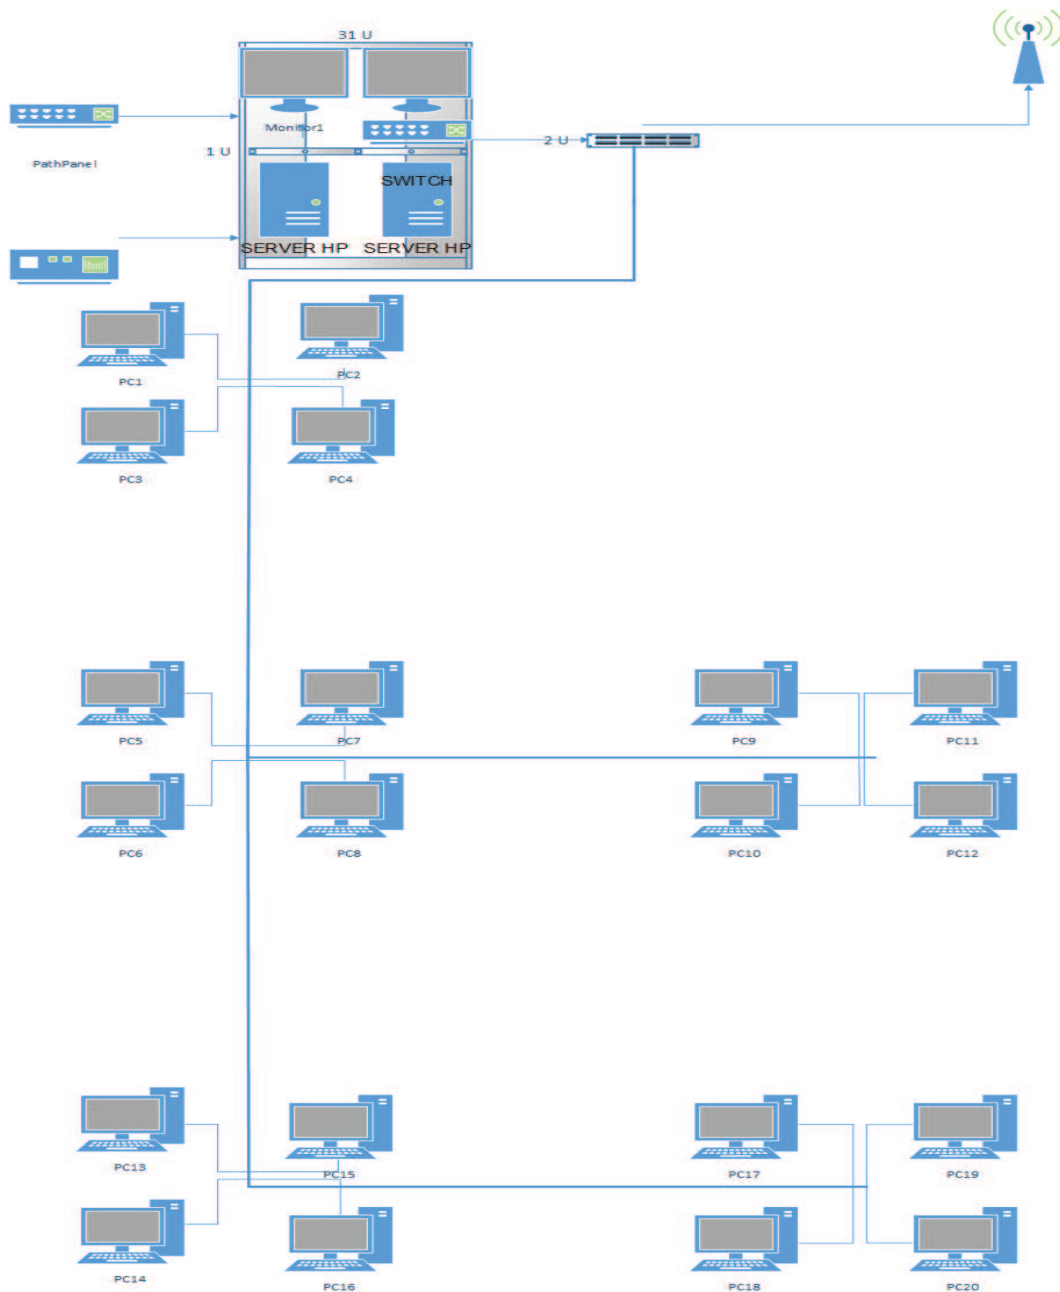 31 U
Monitor1
PathPanel
1 U
2 U
SWITCH
SERVER HP
SERVER HP
PC1
PC2
PC3
PC4
PC5
PC7
PC9
PC11
PC6
PC8
PC10
PC12
PC13
PC15
PC17
PC19
PC14
PC16
PC18
PC20